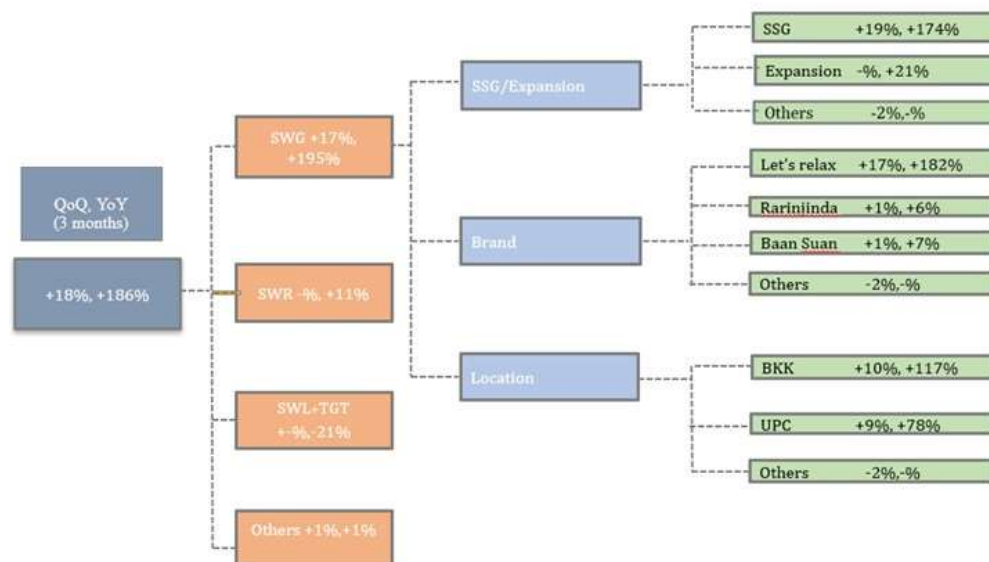 QoQ, YoY
(3 months)
+18%, +186%
SWG +17%,
+195%
SWR -%, +11%
SWL+TGT
+-%,-21%
Others +1%,+1%
SSG/Expansion
Brand
Location
SSG +19%, +174%
Expansion -%, +21%
Others -2%,-%
Let's relax +17%, +182%
Rariniinda +1%, +6%
Baan Suan +1%, +7%
Others -2%,-%
BKK +10%, +117%
UPC +9%, +78%
Others -2%,-%